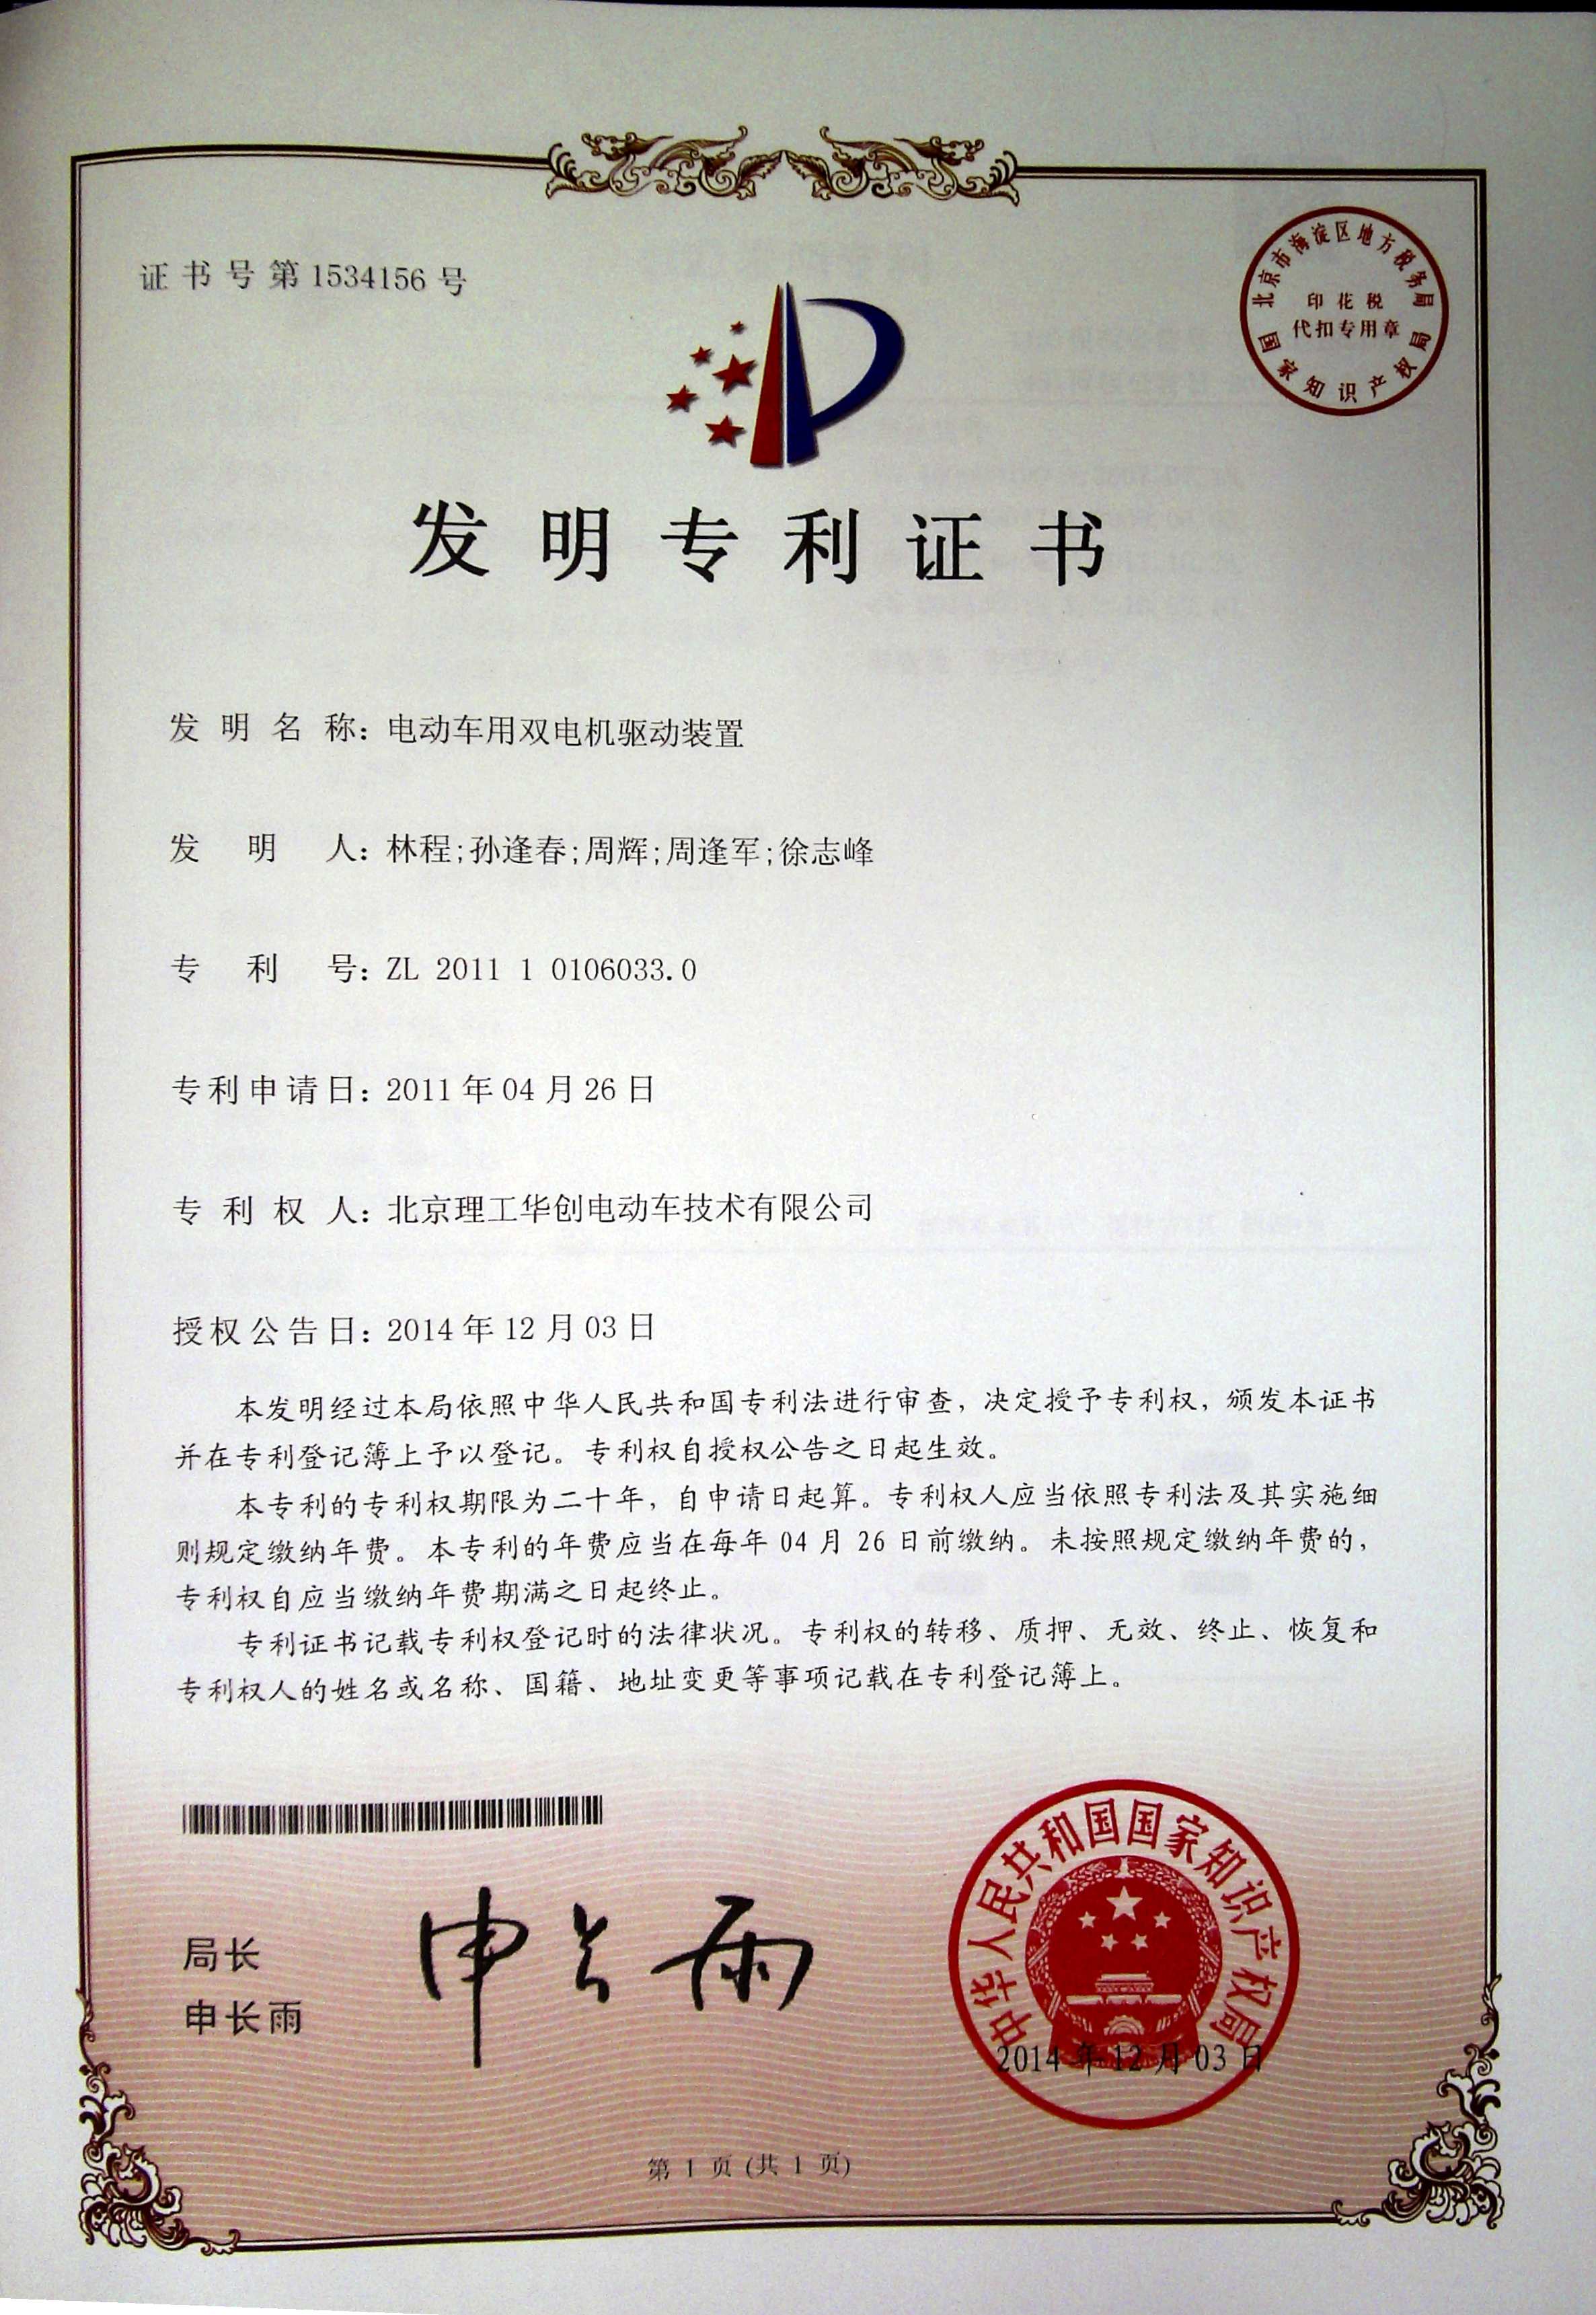 证书号第1534156号
北京市海淀区地方税务局
印花税
代扣专用章
国家知识产权局
发明专利证书
发明名称：电动车用双电机驱动装置
发明人：林程;孙逢春;周辉;周逢军;徐志峰
专利号：ZL 2011 1 0106033.0
专利申请日：2011年04月26日
专利权人：北京理工华创电动车技术有限公司
授权公告日：2014年12月03日
本发明经过本局依照中华人民共和国专利法进行审查，决定授予专利权，颁发本证书
并在专利登记簿上予以登记。专利权自授权公告之日起生效。
本专利的专利权期限为二十年，自申请日起算。专利权人应当依照专利法及其实施细
则规定缴纳年费。本专利的年费应当在每年04月26日前缴纳。未按照规定缴纳年费的，
专利权自应当缴纳年费期满之日起终止。
专利证书记载专利权登记时的法律状况。专利权的转移、质押、无效、终止、恢复和
专利权人的姓名或名称、国籍、地址变更等事项记载在专利登记簿上。
局长
申长雨
申长雨
中华人民共和国国家知识产权局
2014年12月03日
第1页(共1页)